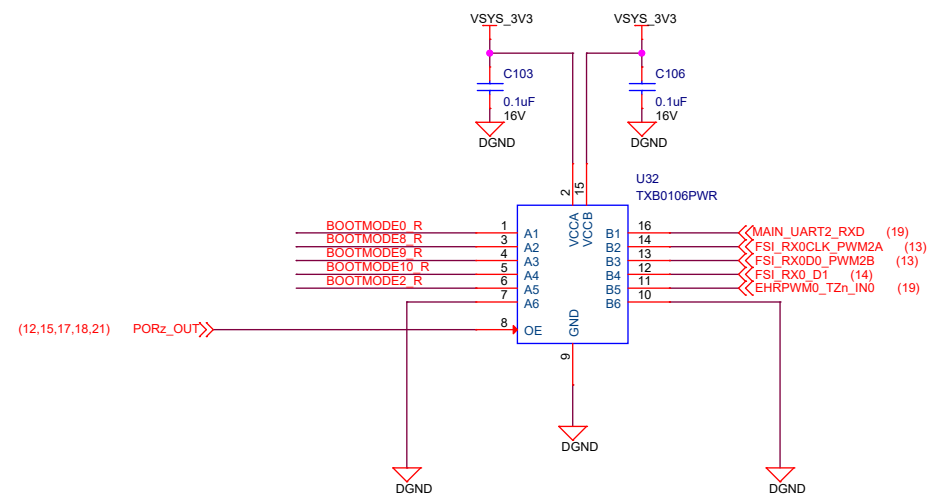 VSYS_3V3 VSYS_3V3
C103 C106
0.1uF 0.1uF
16V 16V
DGND DGND
U32
TXB0106PWR
2 15
VCCA VCCB
BOOTMODE0_R 1 A1 B1 16 MAIN_UART2_RXD (19)
BOOTMODE8_R 3 A2 B2 14 FSI_RX0CLK_PWM2A (13)
BOOTMODE9_R 4 A3 B3 13 FSI_RX0D0_PWM2B (13)
BOOTMODE10_R 5 A4 B4 12 FSI_RX0_D1 (14)
BOOTMODE2_R 6 A5 B5 11 EHRPWM0_TZn_IN0 (19)
7 A6 B6 10
(12,15,17,18,21) PORz_OUT 8 OE GND
9
DGND
DGND DGND